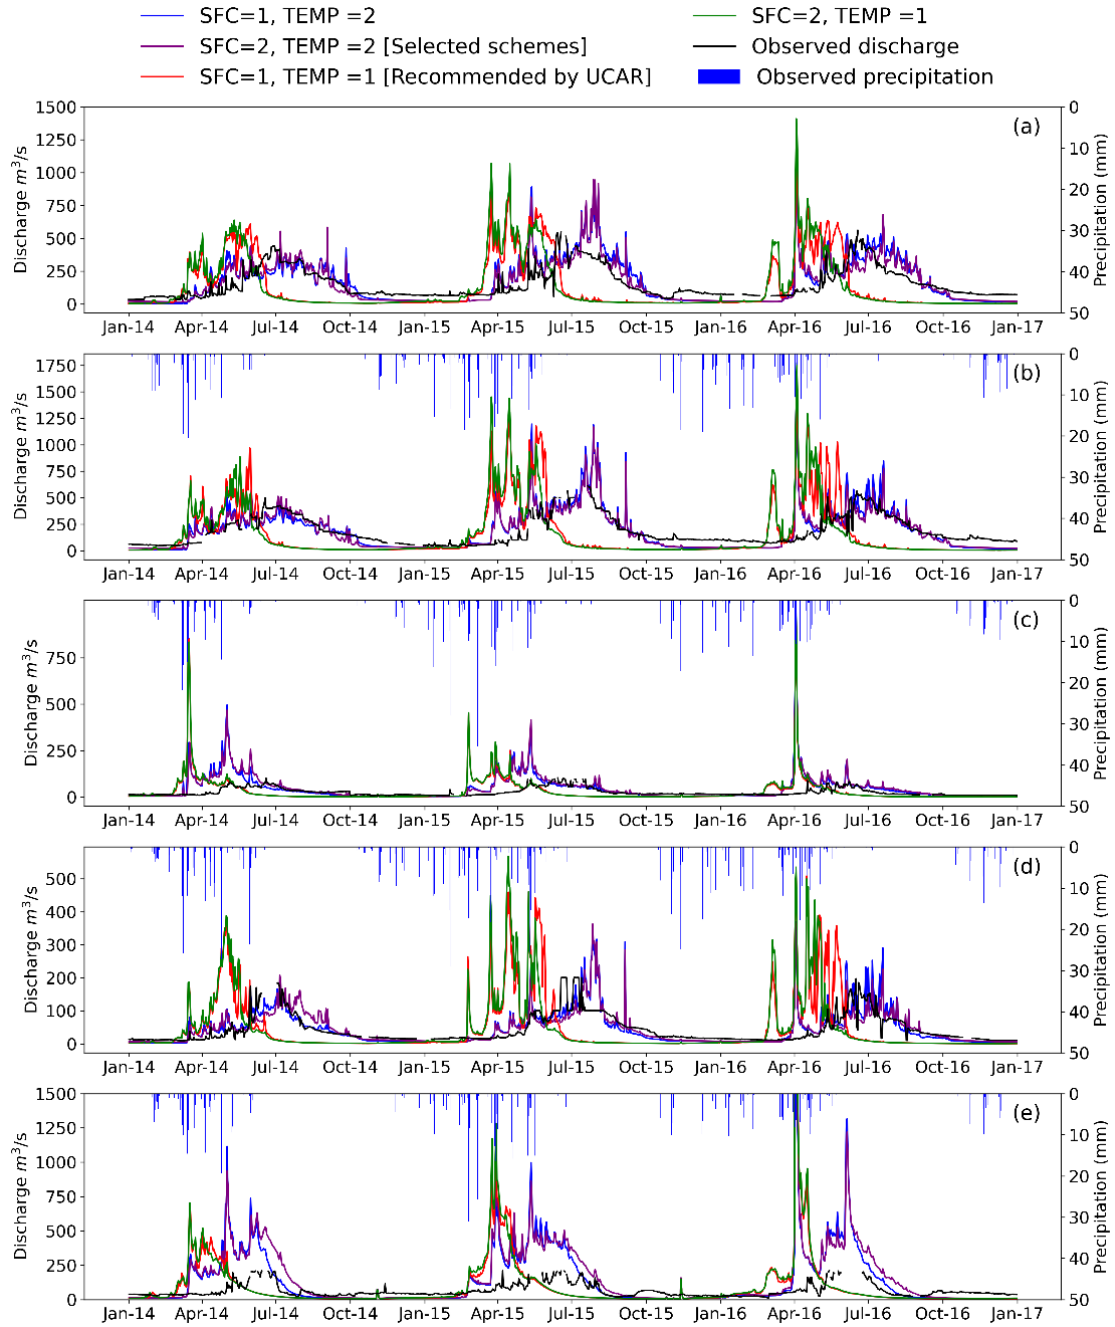 SFC=1, TEMP =2
SFC=2, TEMP =2 [Selected schemes]
SFC=1, TEMP =1 [Recommended by UCAR]
SFC=2, TEMP =1
Observed discharge
Observed precipitation
1500
1250
1000
750
500
250
0
Discharge m³/s
(a)
0
10
20
30
40
50
Precipitation (mm)
Jan-14 Apr-14 Jul-14 Oct-14 Jan-15 Apr-15 Jul-15 Oct-15 Jan-16 Apr-16 Jul-16 Oct-16 Jan-17
1750
1500
1250
1000
750
500
250
0
Discharge m³/s
(b)
0
10
20
30
40
50
Precipitation (mm)
Jan-14 Apr-14 Jul-14 Oct-14 Jan-15 Apr-15 Jul-15 Oct-15 Jan-16 Apr-16 Jul-16 Oct-16 Jan-17
750
500
250
0
Discharge m³/s
(c)
0
10
20
30
40
50
Precipitation (mm)
Jan-14 Apr-14 Jul-14 Oct-14 Jan-15 Apr-15 Jul-15 Oct-15 Jan-16 Apr-16 Jul-16 Oct-16 Jan-17
500
400
300
200
100
0
Discharge m³/s
(d)
0
10
20
30
40
50
Precipitation (mm)
Jan-14 Apr-14 Jul-14 Oct-14 Jan-15 Apr-15 Jul-15 Oct-15 Jan-16 Apr-16 Jul-16 Oct-16 Jan-17
1500
1250
1000
750
500
250
0
Discharge m³/s
(e)
0
10
20
30
40
50
Precipitation (mm)
Jan-14 Apr-14 Jul-14 Oct-14 Jan-15 Apr-15 Jul-15 Oct-15 Jan-16 Apr-16 Jul-16 Oct-16 Jan-17